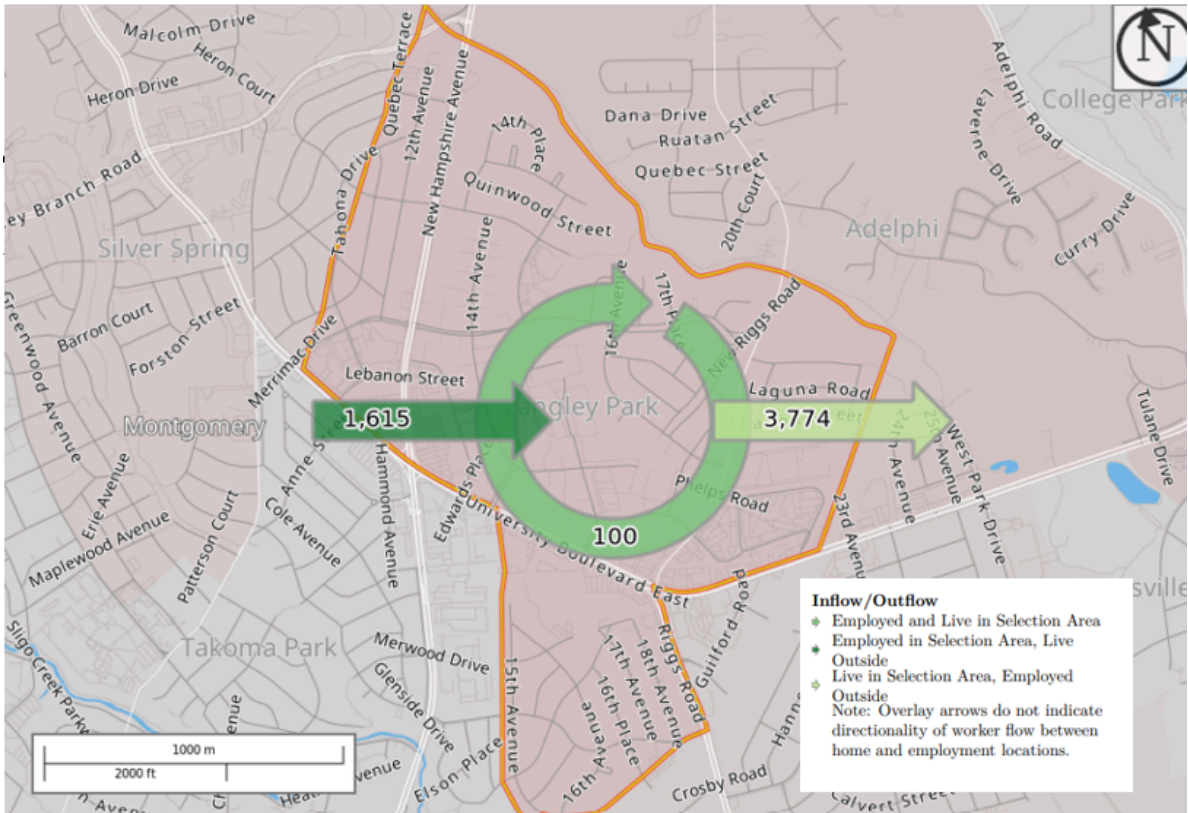 Malcolm Drive
Heron Court
Heron Drive
Quebec Terrace
12th Avenue
New Hampshire Avenue
14th Place
Dana Drive
Ruatan Street
Quebec Street
20th Court
Adelphi Road
N
College Park
Laverne Drive
Curry Drive
Adelphi
ey Branch Road
Silver Spring
Tahona Drive
Quinwood Street
14th Avenue
16th Avenue
17th Place
New Riggs Road
Greenwood Avenue
Barron Court
Forston Street
Merrimac Drive
Lebanon Street
Laguna Road
1,615
Langley Park
3,774
Montgomery
Anne Street
24th Avenue
25th Avenue
West Park Drive
Tulane Drive
Erie Avenue
Maplewood Avenue
Patterson Court
Cole Avenue
Hammond Avenue
Edwards Place
Phelps Road
23rd Avenue
100
University Boulevard East
Takoma Park
Merwood Drive
Glenside Drive
Sligo Creek Parkw
15th Avenue
17th Avenue
18th Avenue
16th Place
16th Avenue
Riggs Road
Guilford Road
sville
Inflow/Outflow
Employed and Live in Selection Area
Employed in Selection Area, Live
Outside
Live in Selection Area, Employed
Outside
Note: Overlay arrows do not indicate
directionality of worker flow between
home and employment locations.
1000 m
2000 ft
Elson Place
Crosby Road
Calvert Street